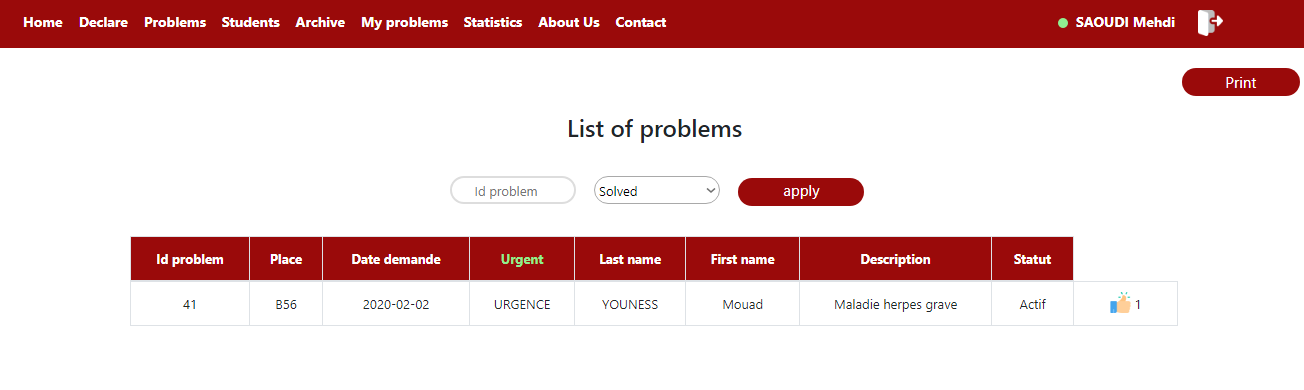 Home Declare Problems Students Archive My problems Statistics About Us Contact SAOUDI Mehdi
Print
List of problems
Id problem Solved apply
Id problem Place Date demande Urgent Last name First name Description Statut
41 B56 2020-02-02 URGENCE YOUNESS Mouad Maladie herpes grave Actif 1